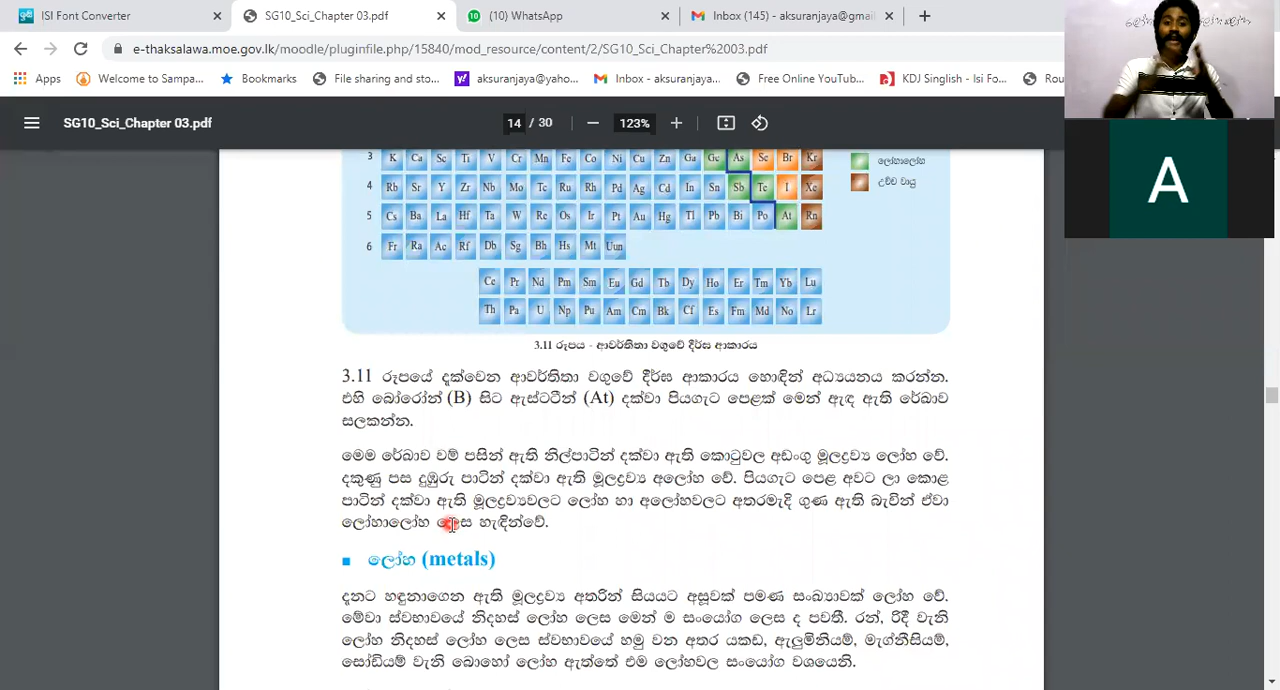 ISI Font Converter
SG10_Sci_Chapter 03.pdf
(10) WhatsApp
Inbox (145) - aksuranjaya@gmai
e-thaksalawa.moe.gov.lk/moodle/pluginfile.php/15840/mod_resource/content/2/SG10_Sci_Chapter%2003.pdf
Apps
Welcome to Sampa...
Bookmarks
File sharing and sto...
aksuranjaya@yaho...
Inbox - aksuranjaya...
Free Online YouTub...
KDJ Singlish - Isi Fo...
Rou
SG10_Sci_Chapter 03.pdf
14 / 30
123%
A
3 K Ca Sc Ti V Cr Mn Fe Co Ni Cu Zn Ga Ge As Se Br Kr
ලෝහාලෝහ
4 Rb Sr Y Zr Nb Mo Tc Ru Rh Pd Ag Cd In Sn Sb Te I Xe
උච්ච වායු
5 Cs Ba La Hf Ta W Re Os Ir Pt Au Hg Tl Pb Bi Po At Rn
6 Fr Ra Ac Rf Db Sg Bh Hs Mt Uun
Ce Pr Nd Pm Sm Eu Gd Tb Dy Ho Er Tm Yb Lu
Th Pa U Np Pu Am Cm Bk Cf Es Fm Md No Lr
3.11 රූපය - ආවර්තිතා වගුවේ දීර්ඝ ආකාරය
3.11 රූපයේ දැක්වෙන ආවර්තිතා වගුවේ දීර්ඝ ආකාරය හොඳින් අධ්‍යයනය කරන්න.
එහි බෝරෝන් (B) සිට ඇස්ටටීන් (At) දක්වා පියගැට පෙළක් මෙන් ඇඳ ඇති රේඛාව
සලකන්න.
මෙම රේඛාව වම් පසින් ඇති නිල්පාටින් දක්වා ඇති කොටුවල අඩංගු මූලද්‍රව්‍ය ලෝහ වේ.
දකුණු පස දුඹුරු පාටින් දක්වා ඇති මූලද්‍රව්‍ය අලෝහ වේ. පියගැට පෙළ අවට ලා කොළ
පාටින් දක්වා ඇති මූලද්‍රව්‍යවලට ලෝහ හා අලෝහවලට අතරමැදි ගුණ ඇති බැවින් ඒවා
ලෝහාලෝහ ලෙස හැඳින්වේ.
ලෝහ (metals)
දැනට හඳුනාගෙන ඇති මූලද්‍රව්‍ය අතරින් සියයට අසූවක් පමණ සංඛ්‍යාවක් ලෝහ වේ.
මේවා ස්වභාවයේ නිදහස් ලෝහ ලෙස මෙන් ම සංයෝග ලෙස ද පවතී. රන්, රිදී වැනි
ලෝහ නිදහස් ලෝහ ලෙස ස්වභාවයේ හමු වන අතර යකඩ, ඇලුමිනියම්, මැග්නීසියම්,
සෝඩියම් වැනි බොහෝ ලෝහ ඇත්තේ එම ලෝහවල සංයෝග වශයෙනි.